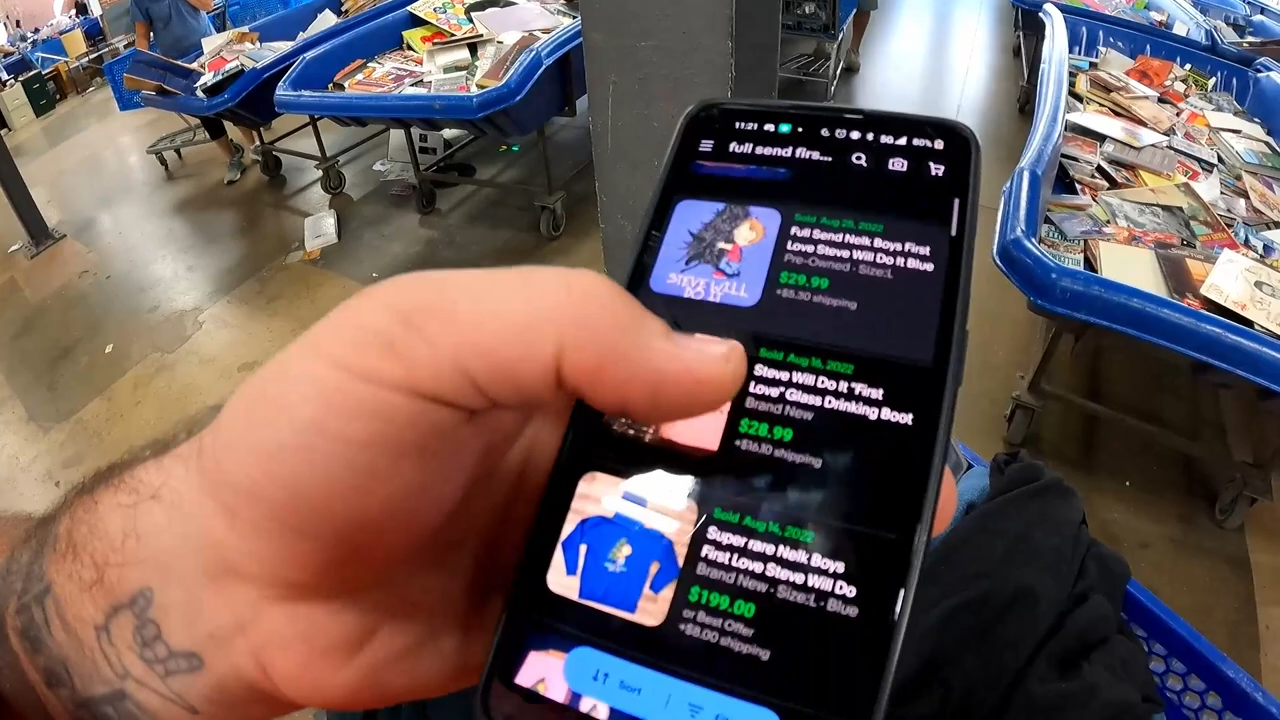 11:21
5G
80%
full send firs...
Sold Aug 25, 2022
Full Send Nelk Boys First
Love Steve Will Do It Blue
Pre-Owned · Size:L
$29.99
+$5.30 shipping
STEVE WILL
DO IT
Sold Aug 16, 2022
Steve Will Do It "First
Love" Glass Drinking Boot
Brand New
$28.99
+$16.10 shipping
Sold Aug 14, 2022
Super rare Nelk Boys
First Love Steve Will Do
Brand New · Size:L · Blue
$199.00
or Best Offer
+$8.00 shipping
Sort